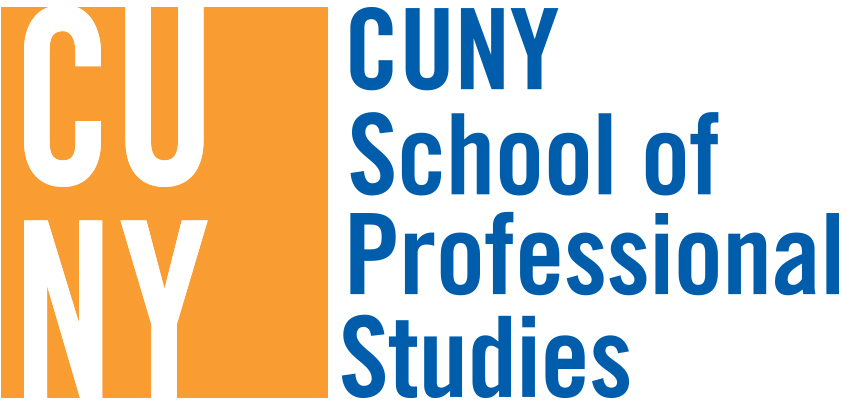 CU
NY
CUNY
School of
Professional
Studies